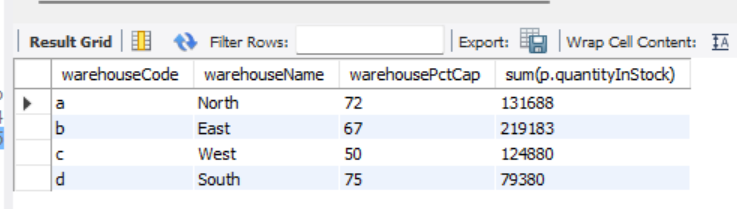 Result Grid Filter Rows: Export: Wrap Cell Content: IA
warehouseCode warehouseName warehousePctCap sum(p.quantityInStock)
a North 72 131688
b East 67 219183
c West 50 124880
d South 75 79380